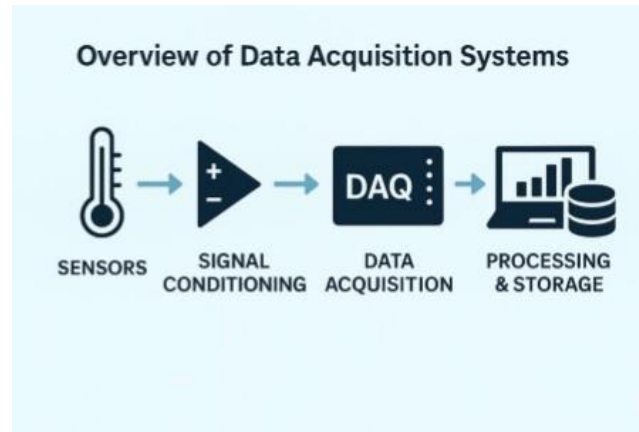 Overview of Data Acquisition Systems
+
−
DAQ
SENSORS
SIGNAL
CONDITIONING
DATA
ACQUISITION
PROCESSING
& STORAGE